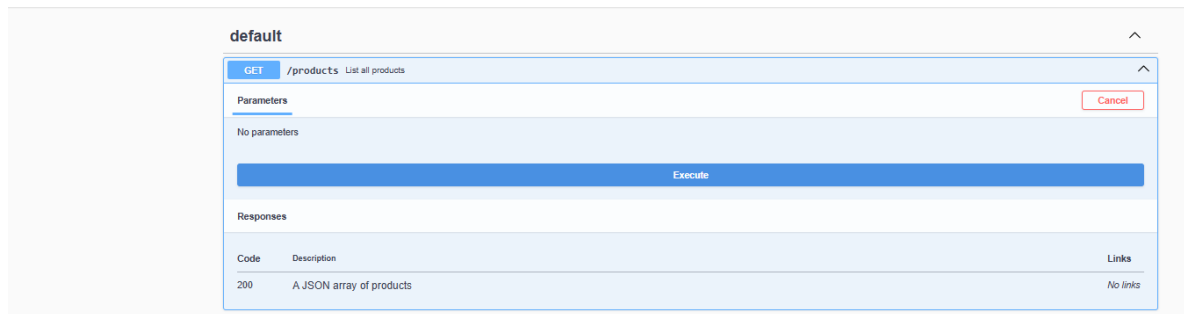 default
GET /products List all products
Parameters Cancel
No parameters
Execute
Responses
Code Description Links
200 A JSON array of products No links